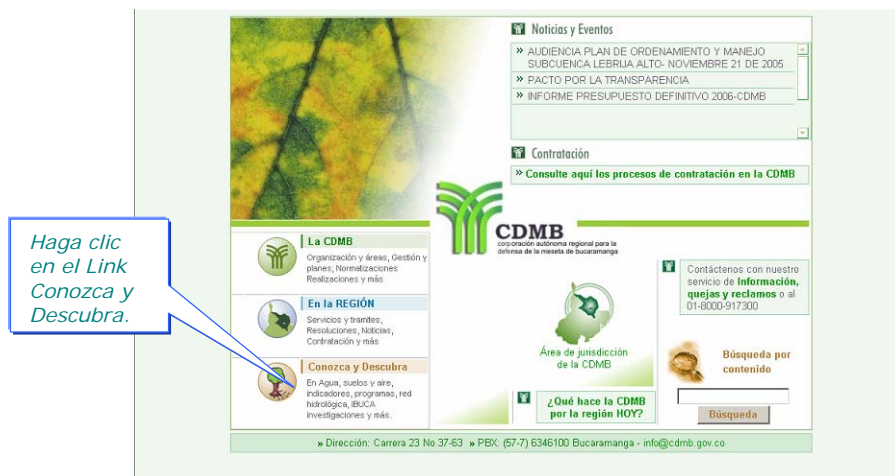 Noticias y Eventos
» AUDIENCIA PLAN DE ORDENAMIENTO Y MANEJO
SUBCUENCA LEBRIJA ALTO- NOVIEMBRE 21 DE 2005
» PACTO POR LA TRANSPARENCIA
» INFORME PRESUPUESTO DEFINITIVO 2006-CDMB
Contratación
» Consulte aquí los procesos de contratación en la CDMB
CDMB
corporación autónoma regional para la
defensa de la meseta de bucaramanga
Haga clic
en el Link
Conozca y
Descubra.
La CDMB
Organización y áreas, Gestión y
planes, Normatizaciones
Realizaciones y más
En la REGIÓN
Servicios y tramites,
Resoluciones, Noticias,
Contratación y más
Conozca y Descubra
En Agua, suelos y aire,
indicadores, programas, red
hidrológica, IBUCA
investigaciones y más.
Área de jurisdicción
de la CDMB
¿Qué hace la CDMB
por la región HOY?
Contáctenos con nuestro
servicio de Información,
quejas y reclamos o al
01-8000-917300
Búsqueda por
contenido
Búsqueda
» Dirección: Carrera 23 No 37-63 » PBX: (57-7) 6346100 Bucaramanga - info@cdmb.gov.co